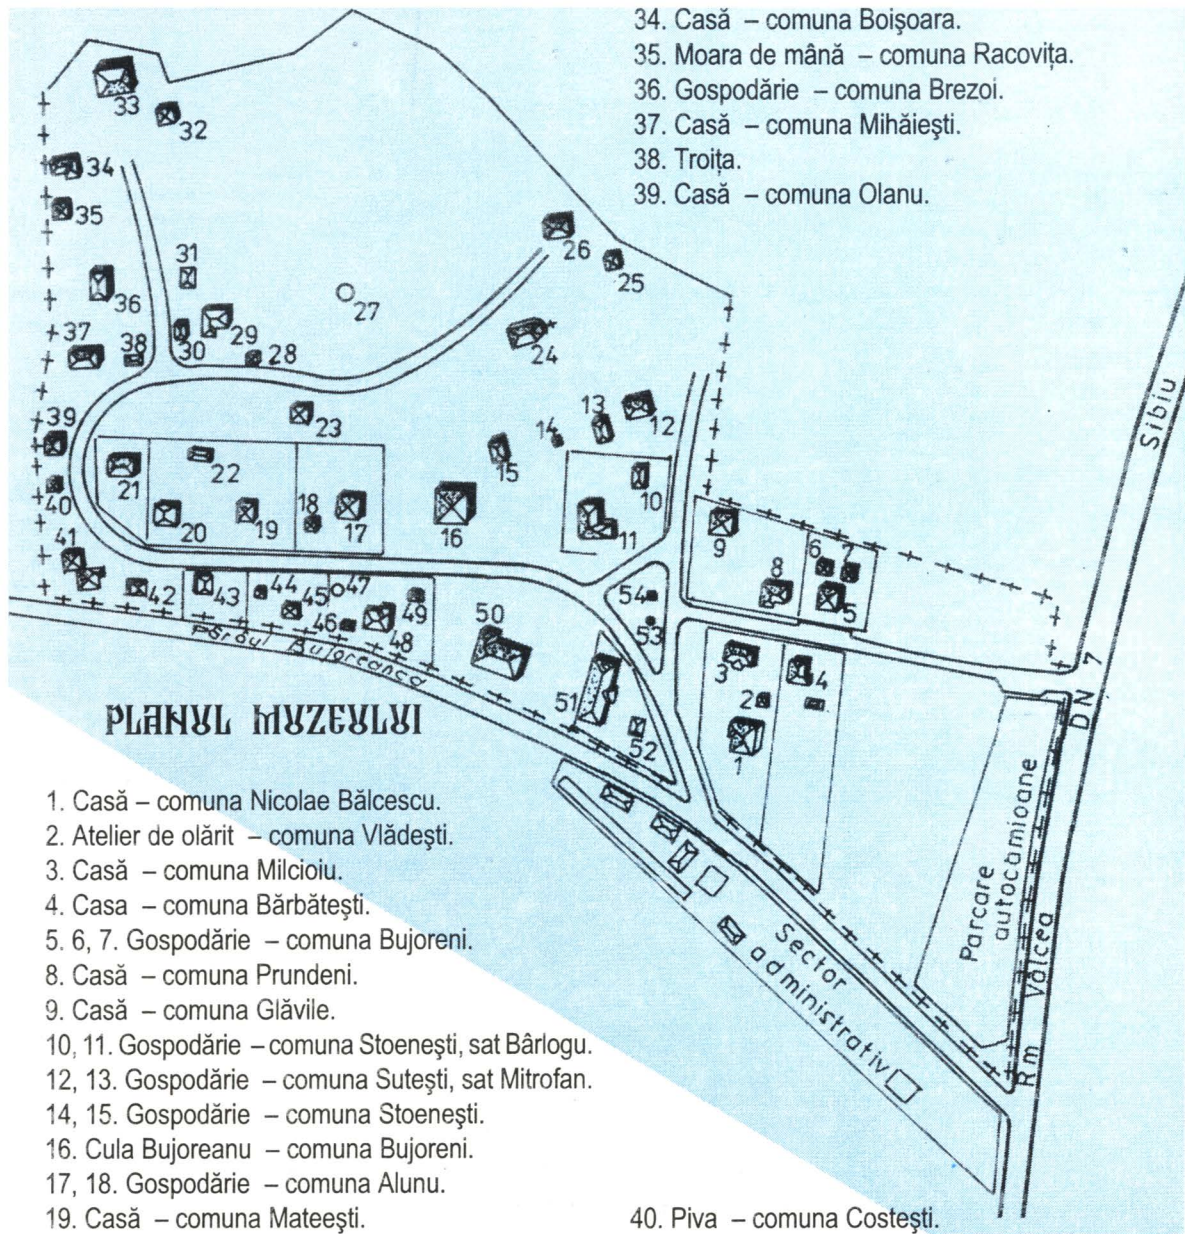 34. Casă – comuna Boişoara.
35. Moara de mână – comuna Racoviţa.
36. Gospodărie – comuna Brezoi.
37. Casă – comuna Mihăieşti.
38. Troiţa.
39. Casă – comuna Olanu.
33
32
34
35
31
36
30
29
28
27
26
25
24
37
38
39
23
13
12
14
15
10
40
21
22
20
19
18
17
16
11
9
8
6
7
5
41
42
43
44
45
46
47
48
49
50
54
53
51
52
3
2
4
1
Sibiu
DN 7
Rm Vâlcea
Pârâul Bujoreanca
Parcare autocamioane
Sector administrativ
PLANUL MUZEULUI
1. Casă – comuna Nicolae Bălcescu.
2. Atelier de olărit – comuna Vlădeşti.
3. Casă – comuna Milcioiu.
4. Casa – comuna Bărbăteşti.
5. 6, 7. Gospodărie – comuna Bujoreni.
8. Casă – comuna Prundeni.
9. Casă – comuna Glăvile.
10, 11. Gospodărie – comuna Stoeneşti, sat Bârlogu.
12, 13. Gospodărie – comuna Suteşti, sat Mitrofan.
14, 15. Gospodărie – comuna Stoeneşti.
16. Cula Bujoreanu – comuna Bujoreni.
17, 18. Gospodărie – comuna Alunu.
19. Casă – comuna Mateeşti.
40. Piva – comuna Costeşti.